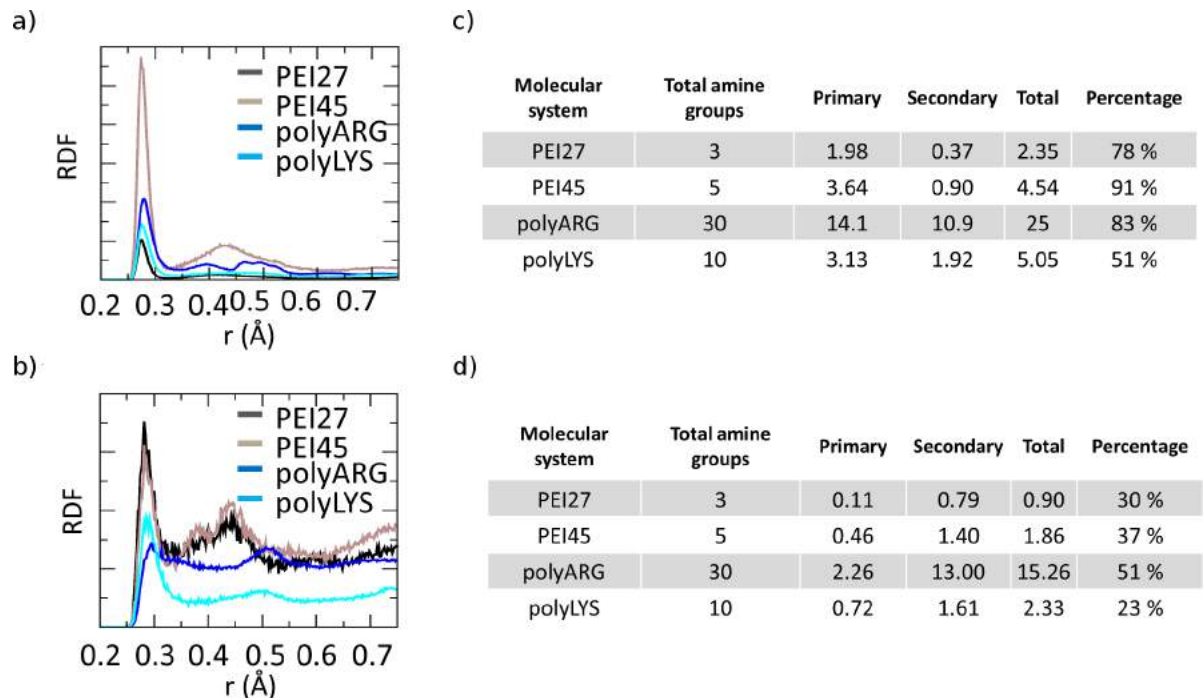 a)
RDF
PEI27
PEI45
polyARG
polyLYS
0.2 0.3 0.4 0.5 0.6 0.7
r (Å)
c)
Molecular system Total amine groups Primary Secondary Total Percentage
PEI27 3 1.98 0.37 2.35 78 %
PEI45 5 3.64 0.90 4.54 91 %
polyARG 30 14.1 10.9 25 83 %
polyLYS 10 3.13 1.92 5.05 51 %
b)
RDF
PEI27
PEI45
polyARG
polyLYS
0.2 0.3 0.4 0.5 0.6 0.7
r (Å)
d)
Molecular system Total amine groups Primary Secondary Total Percentage
PEI27 3 0.11 0.79 0.90 30 %
PEI45 5 0.46 1.40 1.86 37 %
polyARG 30 2.26 13.00 15.26 51 %
polyLYS 10 0.72 1.61 2.33 23 %